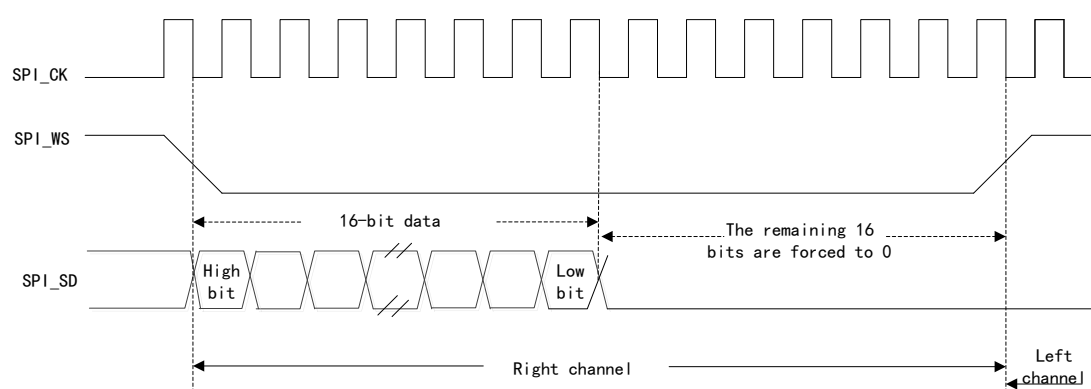 SPI_CK
SPI_WS
16-bit data
The remaining 16
bits are forced to 0
SPI_SD
High
bit
Low
bit
Right channel
Left
channel